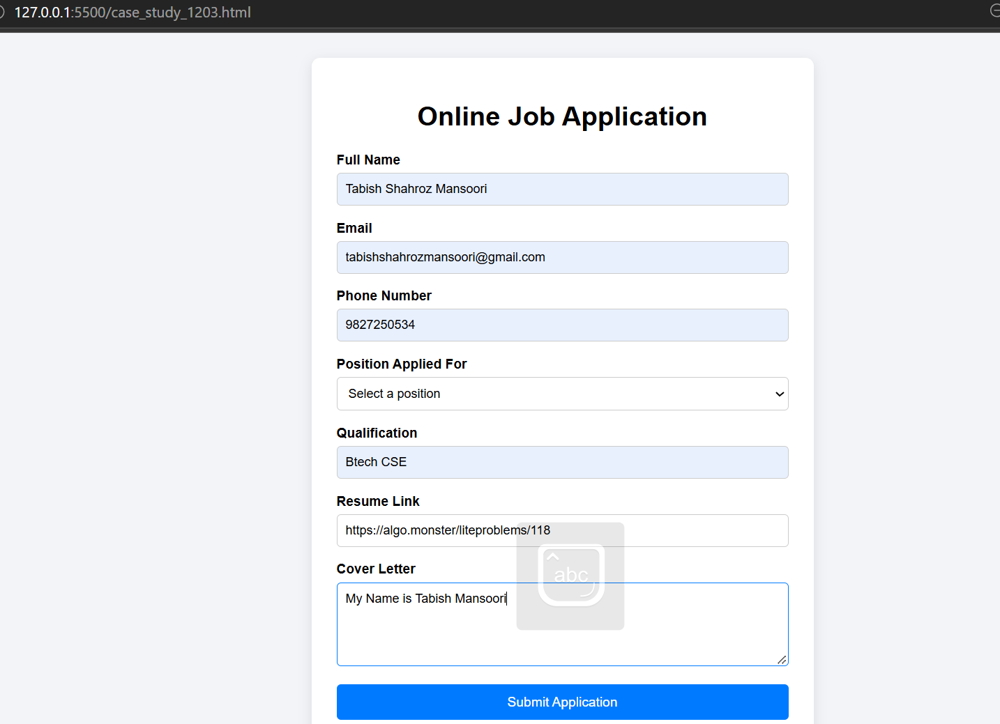 127.0.0.1:5500/case_study_1203.html
Online Job Application
Full Name
Tabish Shahroz Mansoori
Email
tabishshahrozmansoori@gmail.com
Phone Number
9827250534
Position Applied For
Select a position
Qualification
Btech CSE
Resume Link
https://algo.monster/liteproblems/118
Cover Letter
abc
My Name is Tabish Mansoori
Submit Application